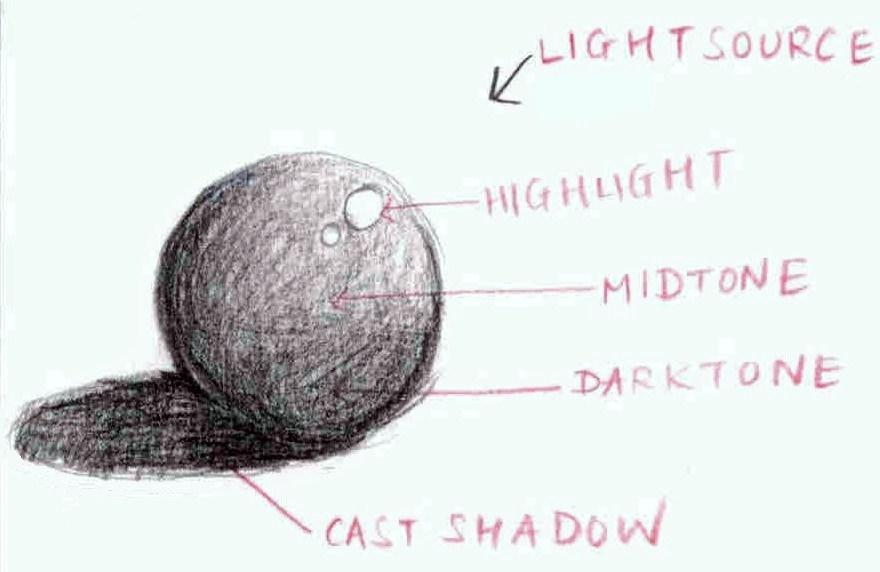 LIGHTSOURCE
HIGHLIGHT
MIDTONE
DARKTONE
CAST SHADOW